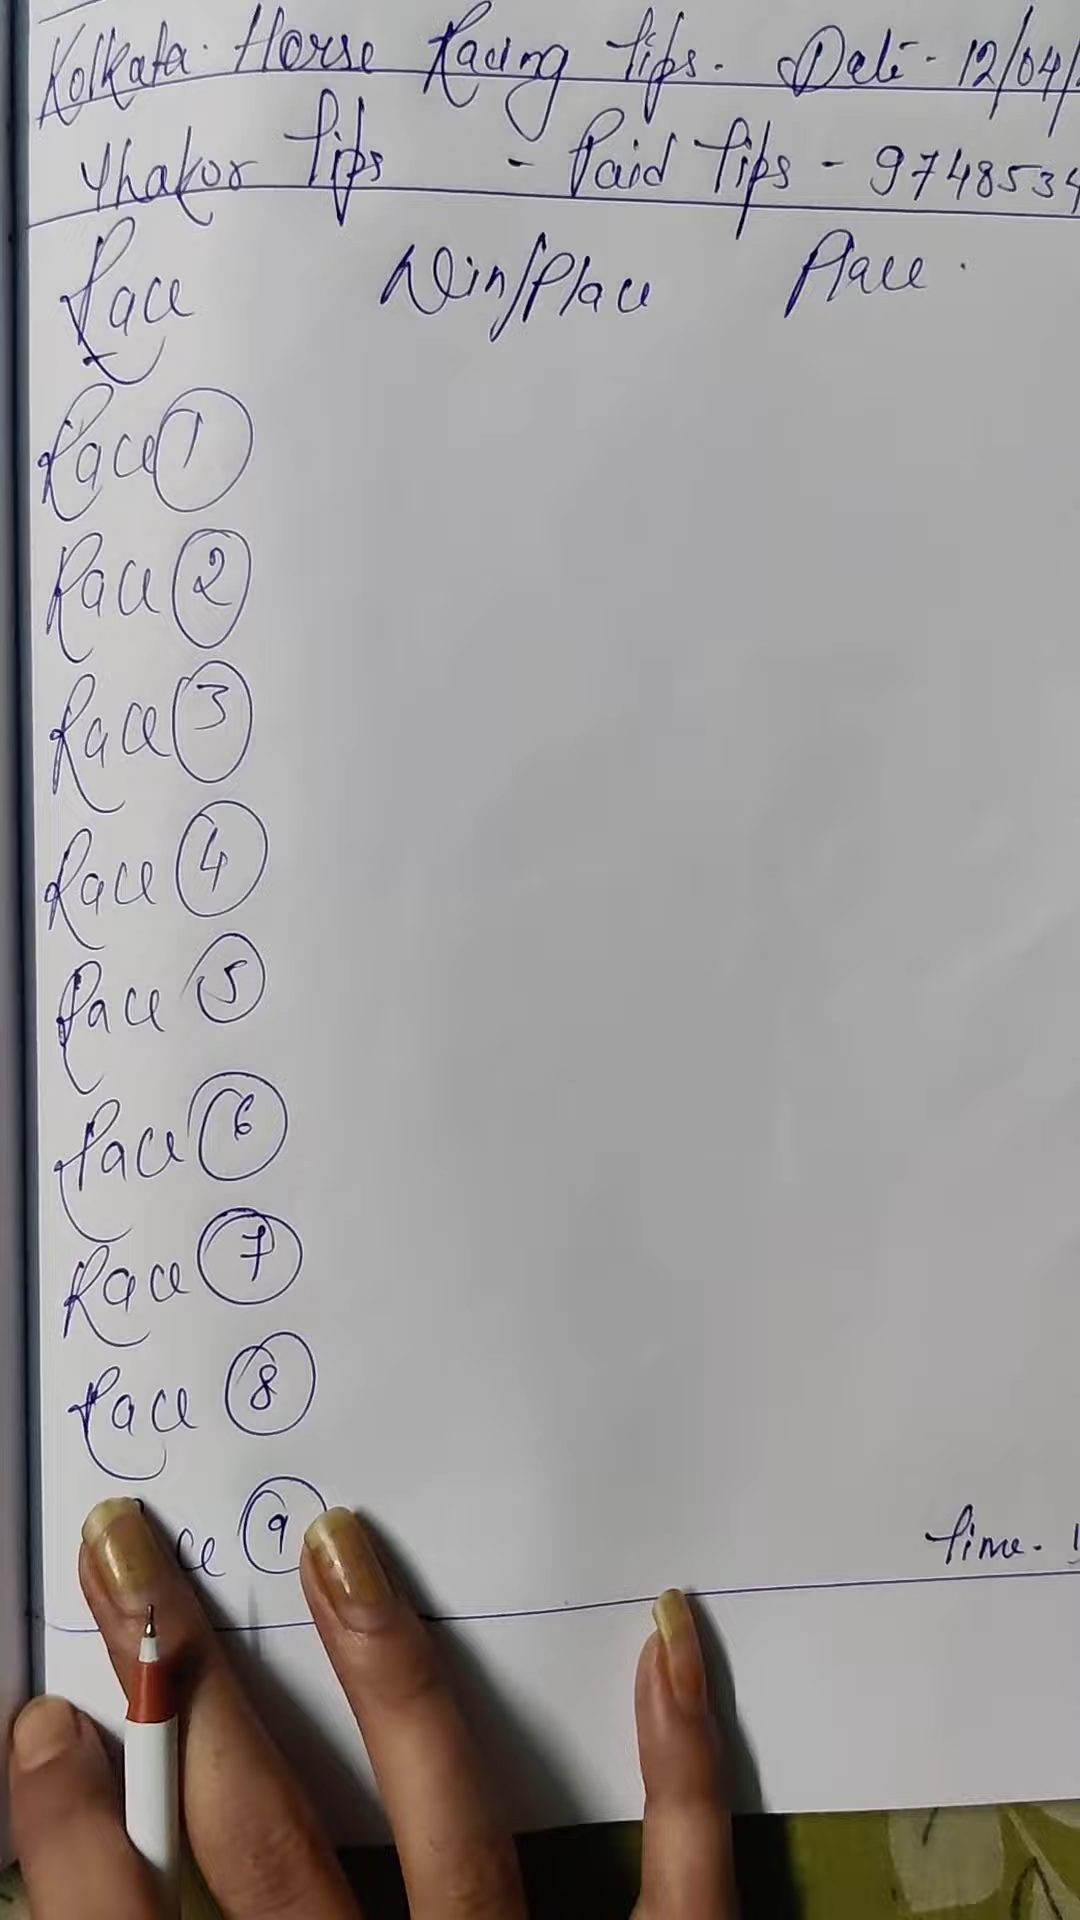 Kolkata Horse Racing Tips. Date - 12/04/
Thakor Tips - Paid Tips - 9748534
Race Win/Place Place.
Race 1
Race 2
Race 3
Race 4
Race 5
Race 6
Race 7
Race 8
ce 9
Time.